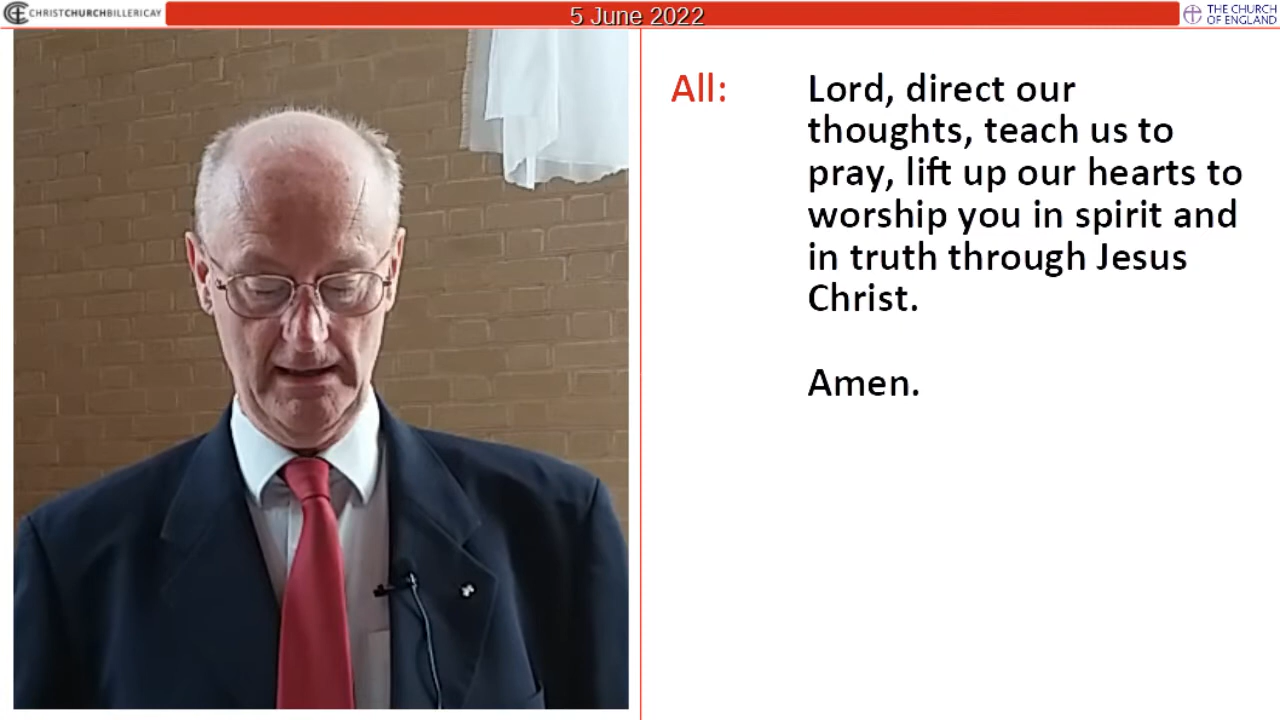 CHRISTCHURCHBILLERICAY
5 June 2022
THE CHURCH
OF ENGLAND
All:
Lord, direct our
thoughts, teach us to
pray, lift up our hearts to
worship you in spirit and
in truth through Jesus
Christ.
Amen.